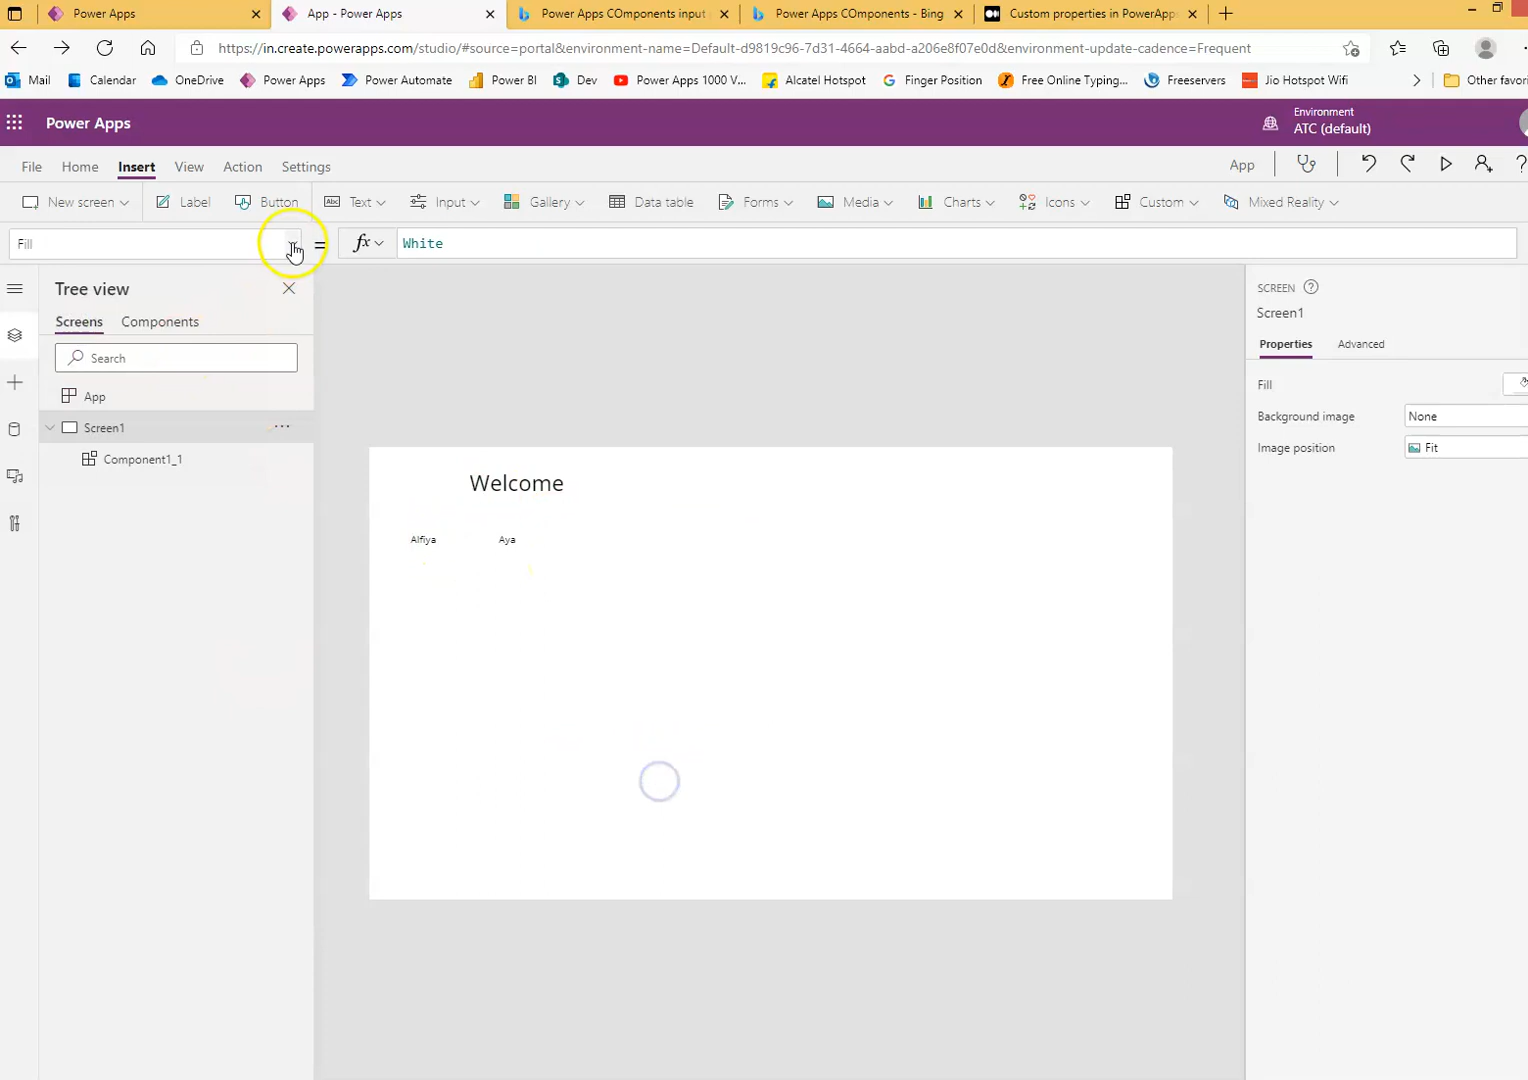 Power Apps
App - Power Apps
Power Apps COmponents input
Power Apps COmponents - Bing
Custom properties in PowerApp
https://in.create.powerapps.com/studio/#source=portal&environment-name=Default-d9819c96-7d31-4664-aabd-a206e8f07e0d&environment-update-cadence=Frequent
Mail
Calendar
OneDrive
Power Apps
Power Automate
Power BI
Dev
Power Apps 1000 V...
Alcatel Hotspot
Finger Position
Free Online Typing...
Freeservers
Jio Hotspot Wifi
Other favori
Power Apps
Environment
ATC (default)
File
Home
Insert
View
Action
Settings
App
New screen
Label
Button
Abc
Text
Input
Gallery
Data table
Forms
Media
Charts
Icons
Custom
Mixed Reality
Fill
=
fx
White
Tree view
Screens
Components
Search
App
Screen1
Component1_1
Welcome
Alfiya
Aya
SCREEN
Screen1
Properties
Advanced
Fill
Background image
None
Image position
Fit